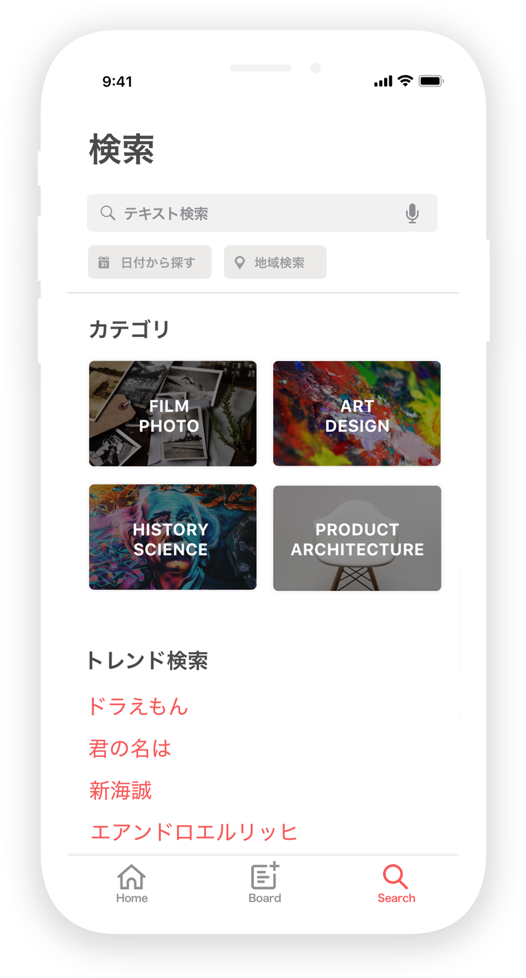 9:41
検索
テキスト検索
31 日付から探す
地域検索
カテゴリ
FILM
PHOTO
ART
DESIGN
HISTORY
SCIENCE
PRODUCT
ARCHITECTURE
トレンド検索
ドラえもん
君の名は
新海誠
エアンドロエルリッヒ
Home
Board
Search